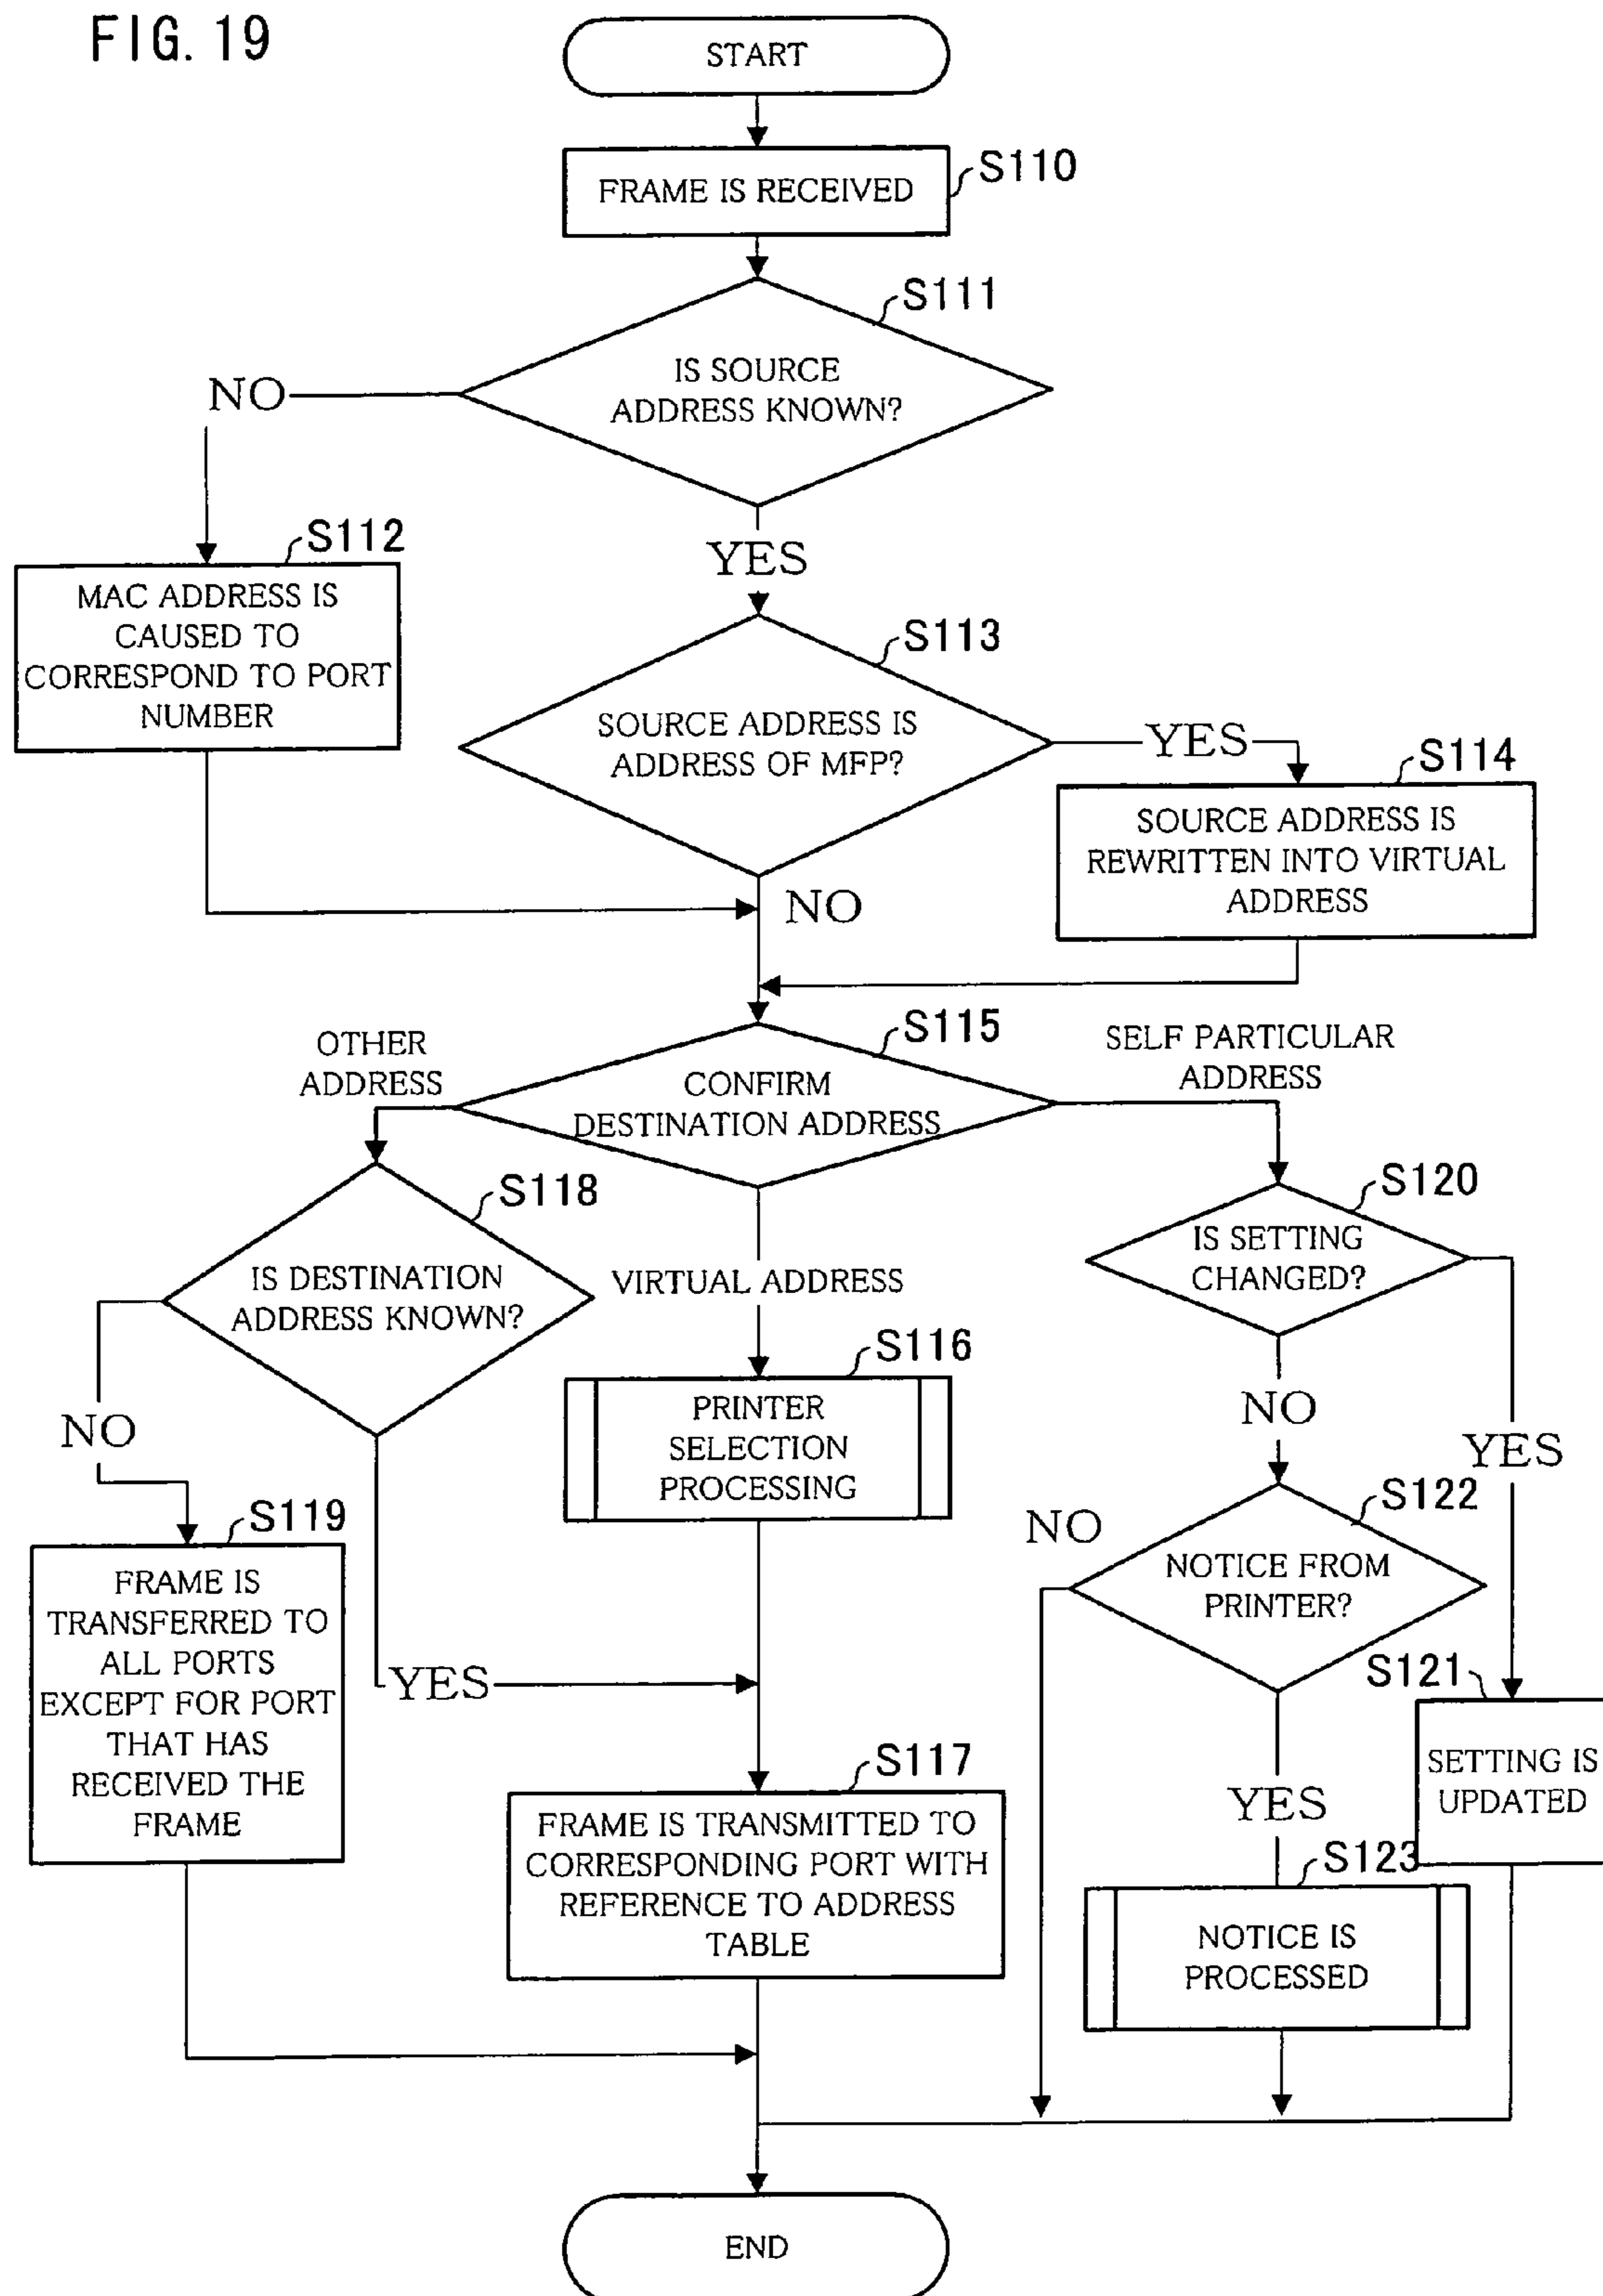 FIG. 19
START
FRAME IS RECEIVED
S110
S111
IS SOURCE
ADDRESS KNOWN?
NO
YES
S112
MAC ADDRESS IS
CAUSED TO
CORRESPOND TO PORT
NUMBER
S113
SOURCE ADDRESS IS
ADDRESS OF MFP?
YES
S114
SOURCE ADDRESS IS
REWRITTEN INTO VIRTUAL
ADDRESS
NO
S115
CONFIRM
DESTINATION ADDRESS
OTHER
ADDRESS
SELF PARTICULAR
ADDRESS
S118
IS DESTINATION
ADDRESS KNOWN?
VIRTUAL ADDRESS
S120
IS SETTING
CHANGED?
S116
PRINTER
SELECTION
PROCESSING
NO
NO
YES
S119
FRAME IS
TRANSFERRED TO
ALL PORTS
EXCEPT FOR PORT
THAT HAS
RECEIVED THE
FRAME
YES
S122
NOTICE FROM
PRINTER?
NO
S121
SETTING IS
UPDATED
S117
FRAME IS TRANSMITTED TO
CORRESPONDING PORT WITH
REFERENCE TO ADDRESS
TABLE
YES
S123
NOTICE IS
PROCESSED
END